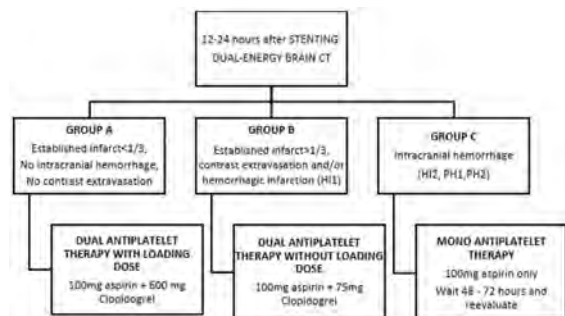 12-24 hours after STENTING
DUAL-ENERGY BRAIN CT
GROUP A
Established infarct<1/3,
No intracranial hemorrhage,
No contrast extravasation
GROUP B
Established infarct>1/3,
contrast extravasation and/or
hemorrhagic infarction (HI1)
GROUP C
Intracranial hemorrhage
(HI2, PH1,PH2)
DUAL ANTIPLATELET
THERAPY WITH LOADING
DOSE
100mg aspirin + 600 mg
Clopidogrel
DUAL ANTIPLATELET
THERAPY WITHOUT LOADING
DOSE
100mg aspirin + 75mg
Clopidogrel
MONO ANTIPLATELET
THERAPY
100mg aspirin only
Wait 48 - 72 hours and
reevaluate